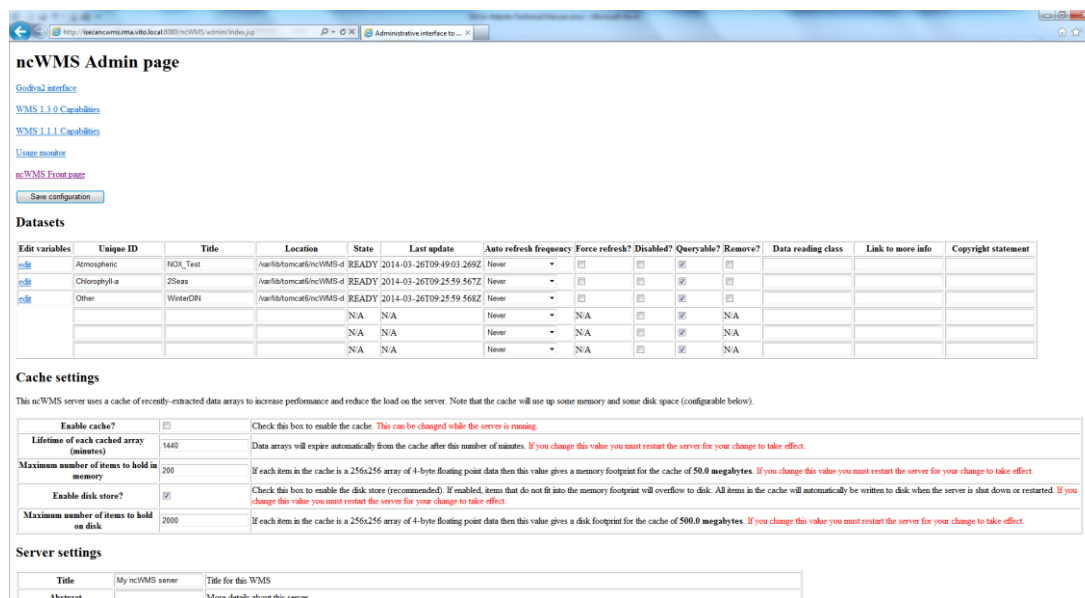 http://isecancwms.rma.vito.local:8080/ncWMS/admin/index.jsp
Administrative interface to ...
ncWMS Admin page
Godiva2 interface
WMS 1.3.0 Capabilities
WMS 1.1.1 Capabilities
Usage monitor
ncWMS Front page
Save configuration
Datasets
Edit variables Unique ID Title Location State Last update Auto refresh frequency Force refresh? Disabled? Queryable? Remove? Data reading class Link to more info Copyright statement
edit Atmospheric NOX_Test /var/lib/tomcat6/ncWMS-d READY 2014-03-26T09:49:03.269Z Never
edit Chlorophyll-a 2Seas /var/lib/tomcat6/ncWMS-d READY 2014-03-26T09:25:59.567Z Never
edit Other WinterDIN /var/lib/tomcat6/ncWMS-d READY 2014-03-26T09:25:59.568Z Never
N/A N/A Never N/A N/A
N/A N/A Never N/A N/A
N/A N/A Never N/A N/A
Cache settings
This ncWMS server uses a cache of recently-extracted data arrays to increase performance and reduce the load on the server. Note that the cache will use up some memory and some disk space (configurable below).
Enable cache? Check this box to enable the cache. This can be changed while the server is running.
Lifetime of each cached array
(minutes) 1440 Data arrays will expire automatically from the cache after this number of minutes. If you change this value you must restart the server for your change to take effect.
Maximum number of items to hold in
memory 200 If each item in the cache is a 256x256 array of 4-byte floating point data then this value gives a memory footprint for the cache of 50.0 megabytes. If you change this value you must restart the server for your change to take effect.
Enable disk store? Check this box to enable the disk store (recommended). If enabled, items that do not fit into the memory footprint will overflow to disk. All items in the cache will automatically be written to disk when the server is shut down or restarted. If you
change this value you must restart the server for your change to take effect.
Maximum number of items to hold
on disk 2000 If each item in the cache is a 256x256 array of 4-byte floating point data then this value gives a disk footprint for the cache of 500.0 megabytes. If you change this value you must restart the server for your change to take effect.
Server settings
Title My ncWMS server Title for this WMS
Abstract More details about this server